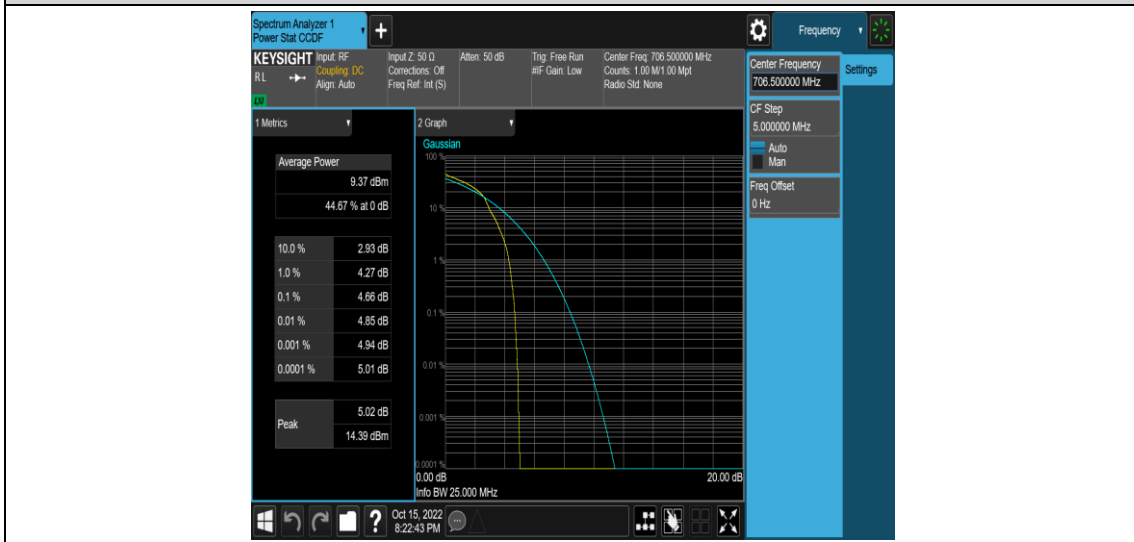 Spectrum Analyzer 1
Power Stat CCDF
+
Frequency
KEYSIGHT
RL
LXI
Input: RF
Coupling: DC
Align: Auto
Input Z: 50 Ω
Corrections: Off
Freq Ref: Int (S)
Atten: 50 dB
Trig: Free Run
#IF Gain: Low
Center Freq: 706.500000 MHz
Counts: 1.00 M/1.00 Mpt
Radio Std: None
Center Frequency
706.500000 MHz
Settings
CF Step
5.000000 MHz
Auto
Man
Freq Offset
0 Hz
1 Metrics
Average Power
9.37 dBm
44.67 % at 0 dB
10.0 % 2.93 dB
1.0 % 4.27 dB
0.1 % 4.66 dB
0.01 % 4.85 dB
0.001 % 4.94 dB
0.0001 % 5.01 dB
Peak
5.02 dB
14.39 dBm
2 Graph
Gaussian
100 %
10 %
1 %
0.1 %
0.01 %
0.001 %
0.0001 %
0.00 dB 20.00 dB
Info BW 25.000 MHz
?
Oct 15, 2022
8:22:43 PM